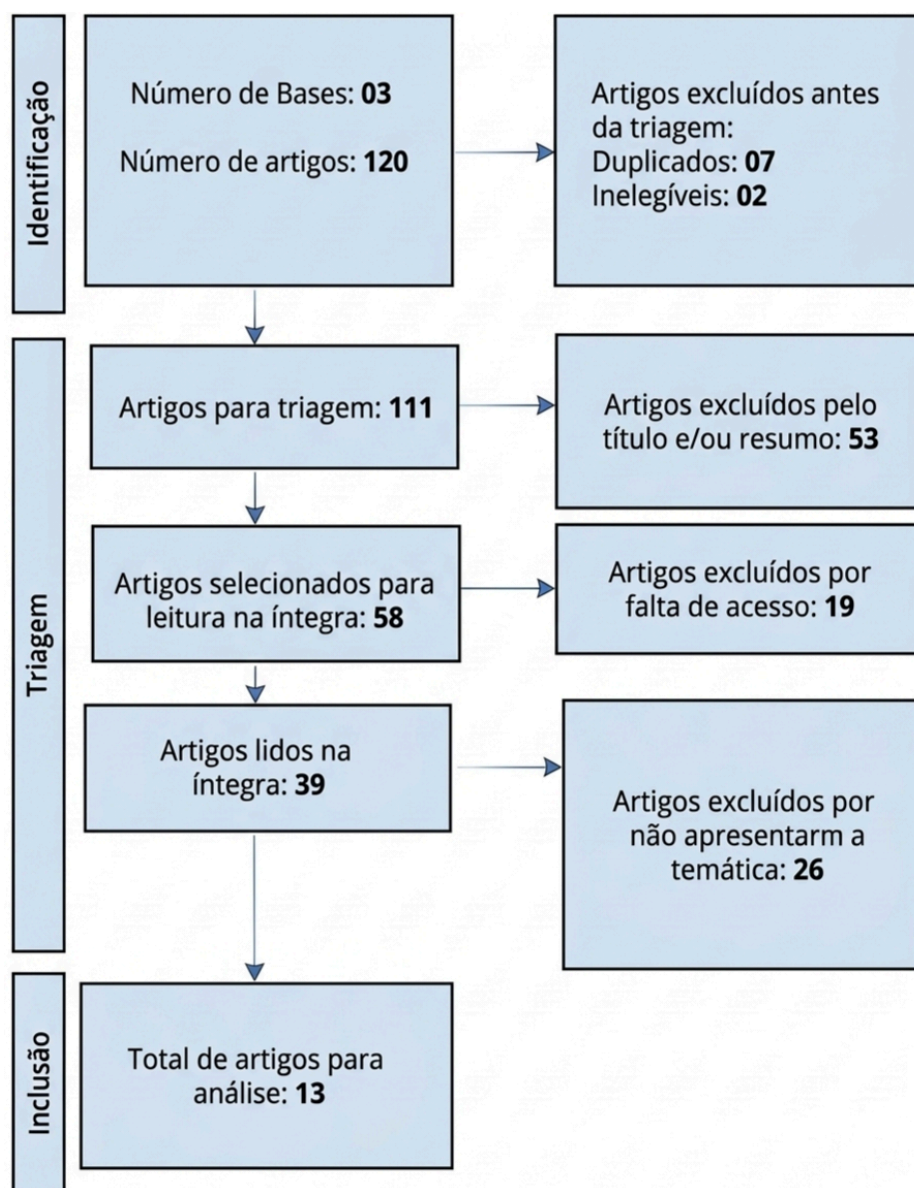 Identificação
Número de Bases: 03
Número de artigos: 120
Artigos excluídos antes
da triagem:
Duplicados: 07
Inelegíveis: 02
Triagem
Artigos para triagem: 111
Artigos excluídos pelo
título e/ou resumo: 53
Artigos selecionados para
leitura na íntegra: 58
Artigos excluídos por
falta de acesso: 19
Artigos lidos na
íntegra: 39
Artigos excluídos por
não apresentarm a
temática: 26
Inclusão
Total de artigos para
análise: 13